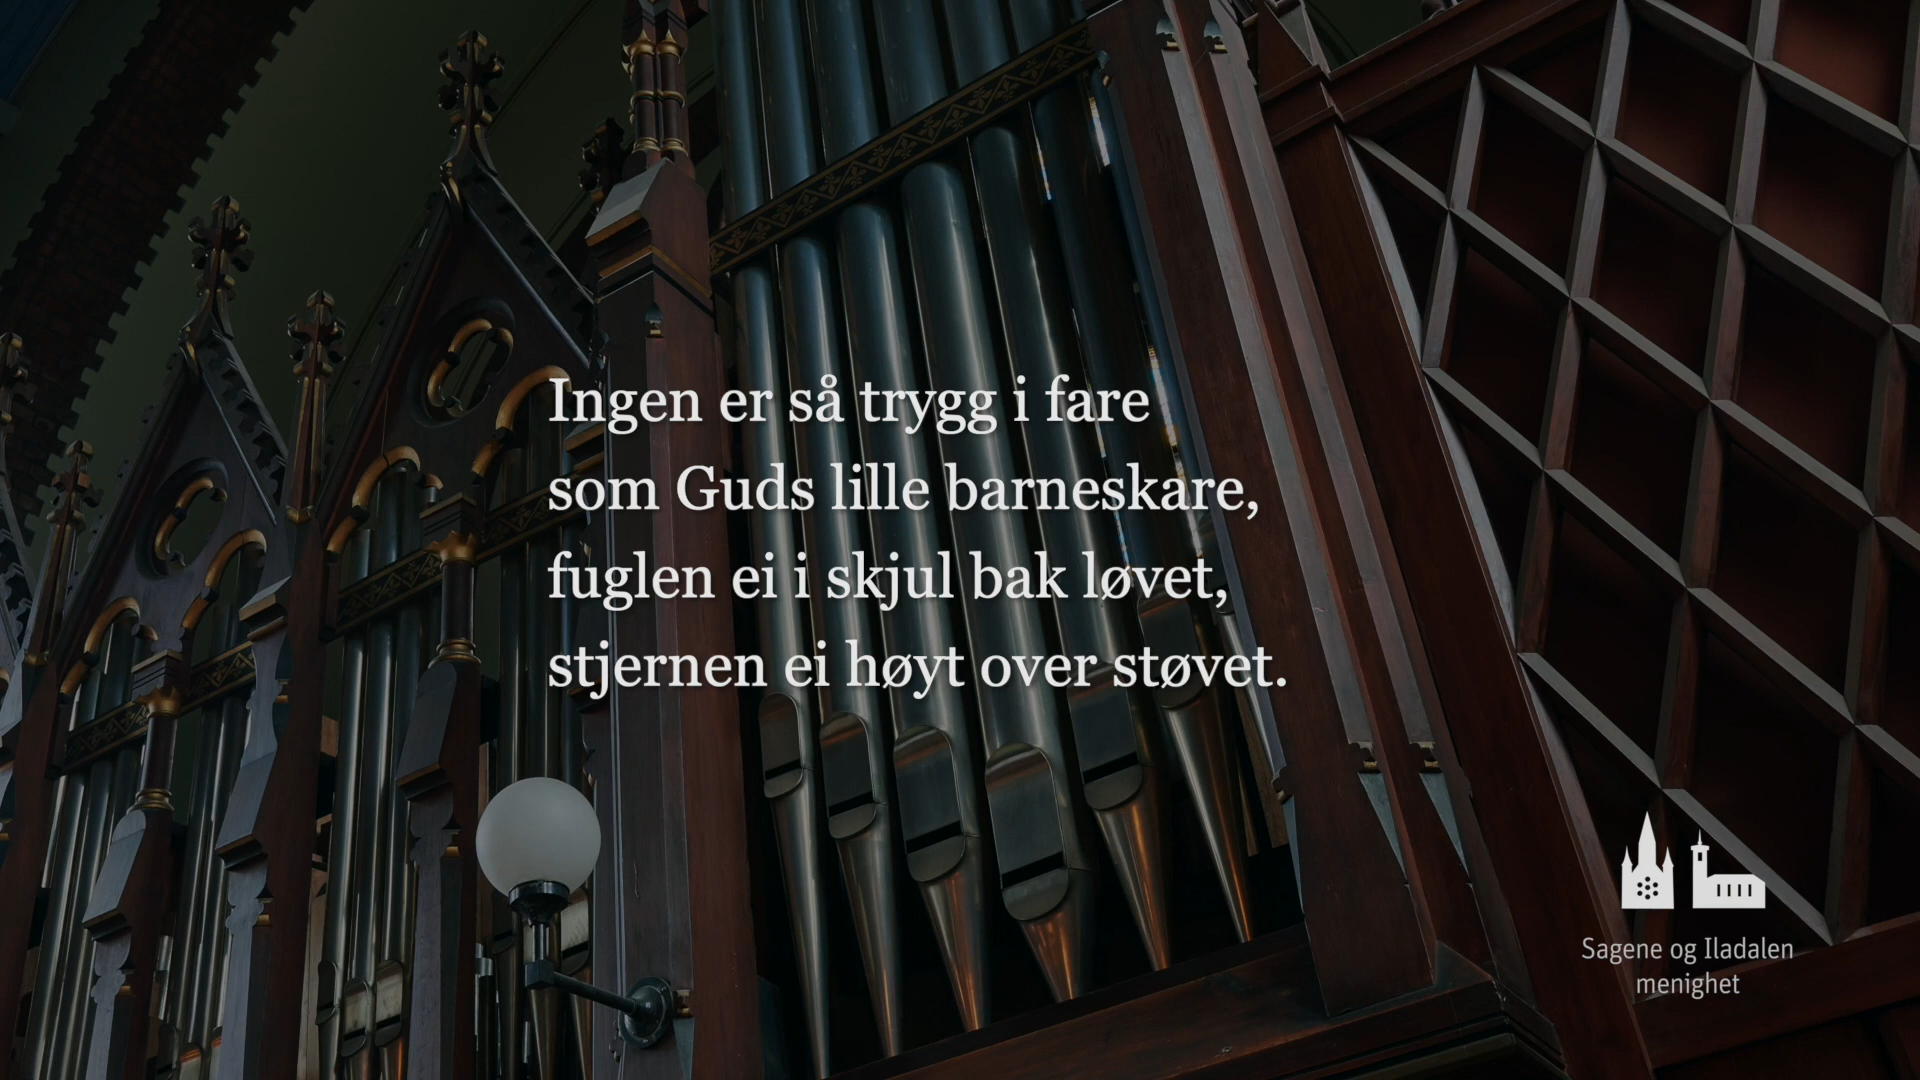 Ingen er så trygg i fare
som Guds lille barneskare,
fuglen ei i skjul bak løvet,
stjernen ei høyt over støvet.
Sagene og Iladalen
menighet